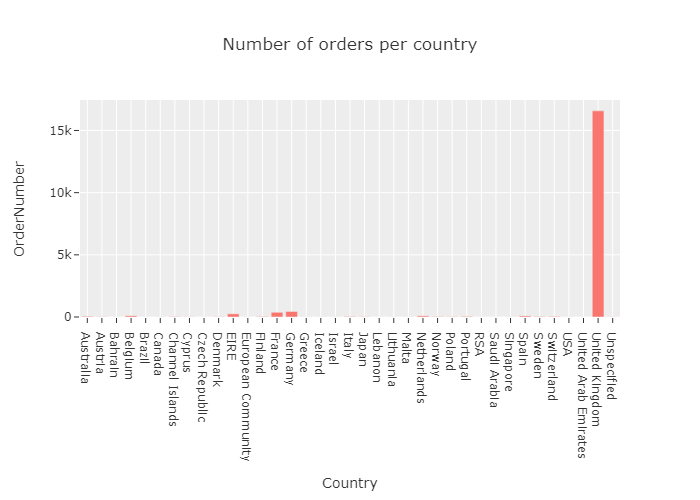 Number of orders per country
OrderNumber
15k
10k
5k
0
Australia
Austria
Bahrain
Belgium
Brazil
Canada
Channel Islands
Cyprus
Czech Republic
Denmark
EIRE
European Community
Finland
France
Germany
Greece
Iceland
Israel
Italy
Japan
Lebanon
Lithuania
Malta
Netherlands
Norway
Poland
Portugal
RSA
Saudi Arabia
Singapore
Spain
Sweden
Switzerland
USA
United Arab Emirates
United Kingdom
Unspecified
Country